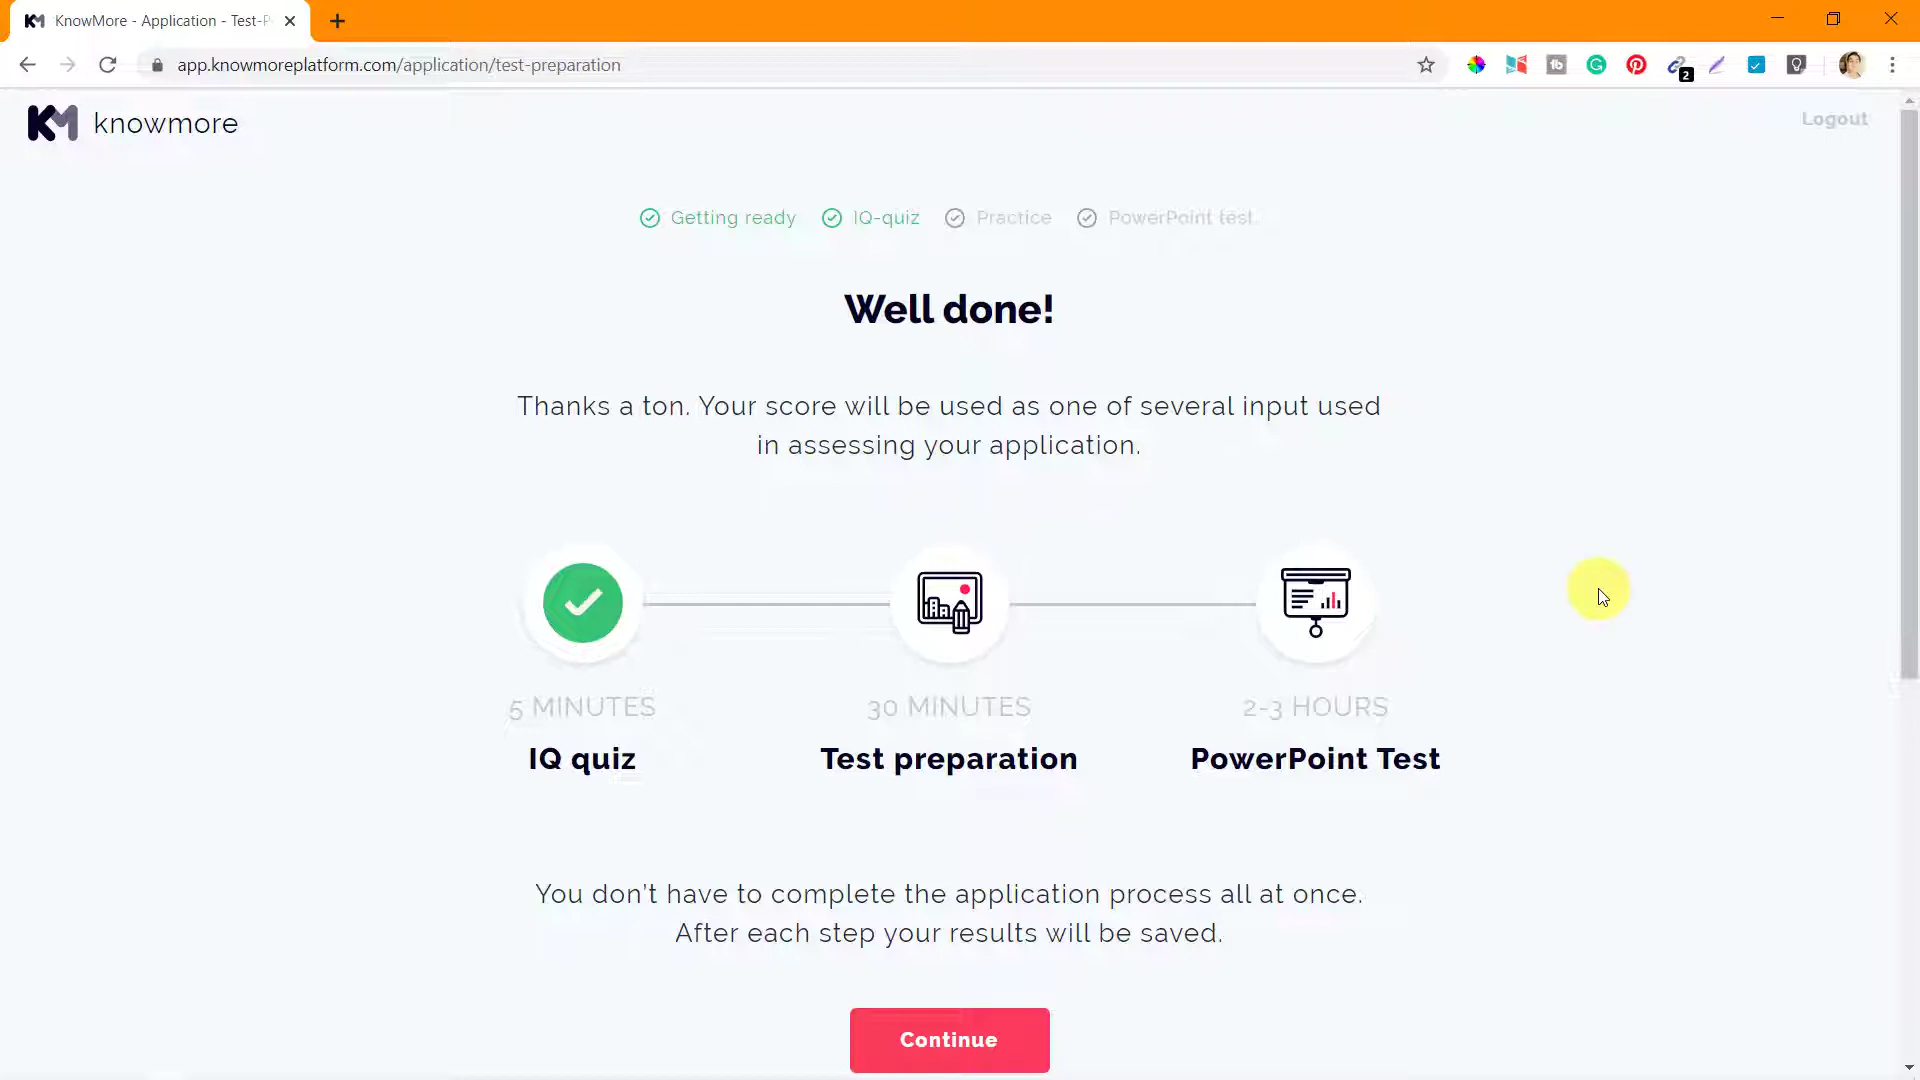 KnowMore - Application - Test-P
app.knowmoreplatform.com/application/test-preparation
2
KM knowmore
Logout
Getting ready IQ-quiz Practice PowerPoint test
Well done!
Thanks a ton. Your score will be used as one of several input used
in assessing your application.
5 MINUTES 30 MINUTES 2-3 HOURS
IQ quiz Test preparation PowerPoint Test
You don't have to complete the application process all at once.
After each step your results will be saved.
Continue